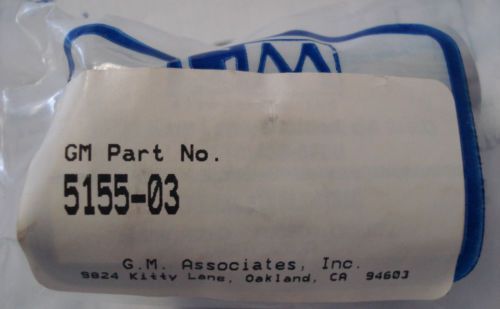 GM Part No.
5155-03
G.M. Associates, Inc.
9824 Kitty Lane, Oakland, CA 94603